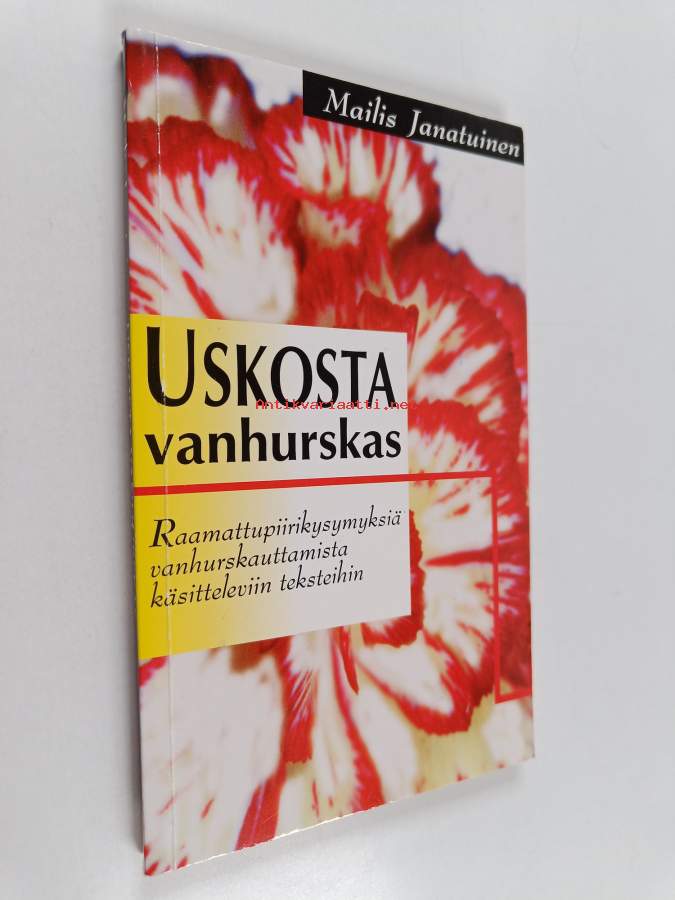 Mailis Janatuinen
USKOSTA
Antikvariaatti.net
vanhurskas
Raamattupiirikysymyksiä
vanhurskauttamista
käsitteleviin teksteihin